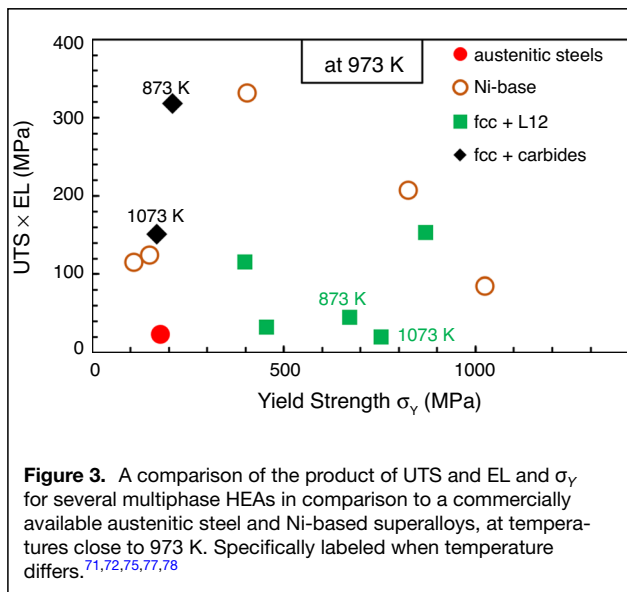 400
300
200
100
0
UTS × EL (MPa)
at 973 K
austenitic steels
Ni-base
fcc + L12
fcc + carbides
873 K
1073 K
873 K
1073 K
0
500
1000
Yield Strength σY (MPa)
Figure 3. A comparison of the product of UTS and EL and σY
for several multiphase HEAs in comparison to a commercially
available austenitic steel and Ni-based superalloys, at tempera-
tures close to 973 K. Specifically labeled when temperature
differs.71,72,75,77,78